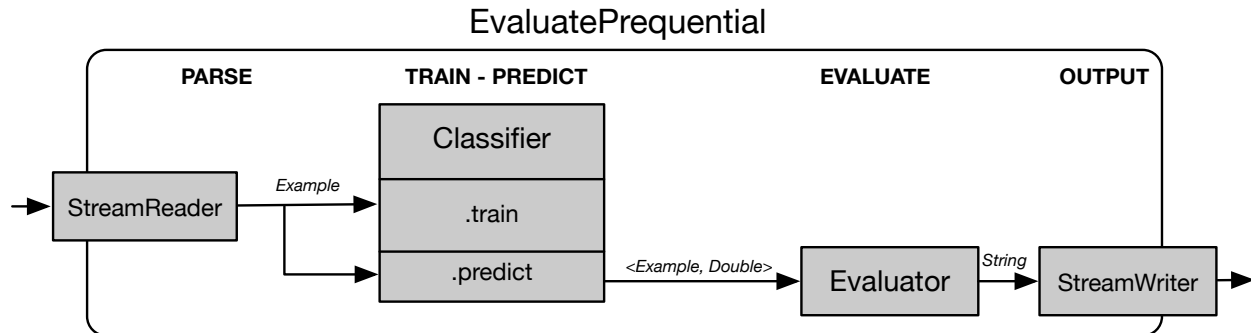 EvaluatePrequential
PARSE
TRAIN - PREDICT
EVALUATE
OUTPUT
Classifier
Example
StreamReader
.train
.predict
<Example, Double>
Evaluator
String
StreamWriter